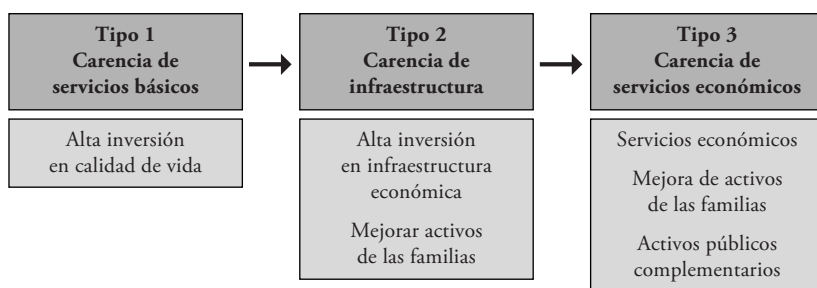 Tipo 1
Carencia de
servicios básicos
Alta inversión
en calidad de vida
Tipo 2
Carencia de
infraestructura
Alta inversión
en infraestructura
económica
Mejorar activos
de las familias
Tipo 3
Carencia de
servicios económicos
Servicios económicos
Mejora de activos
de las familias
Activos públicos
complementarios